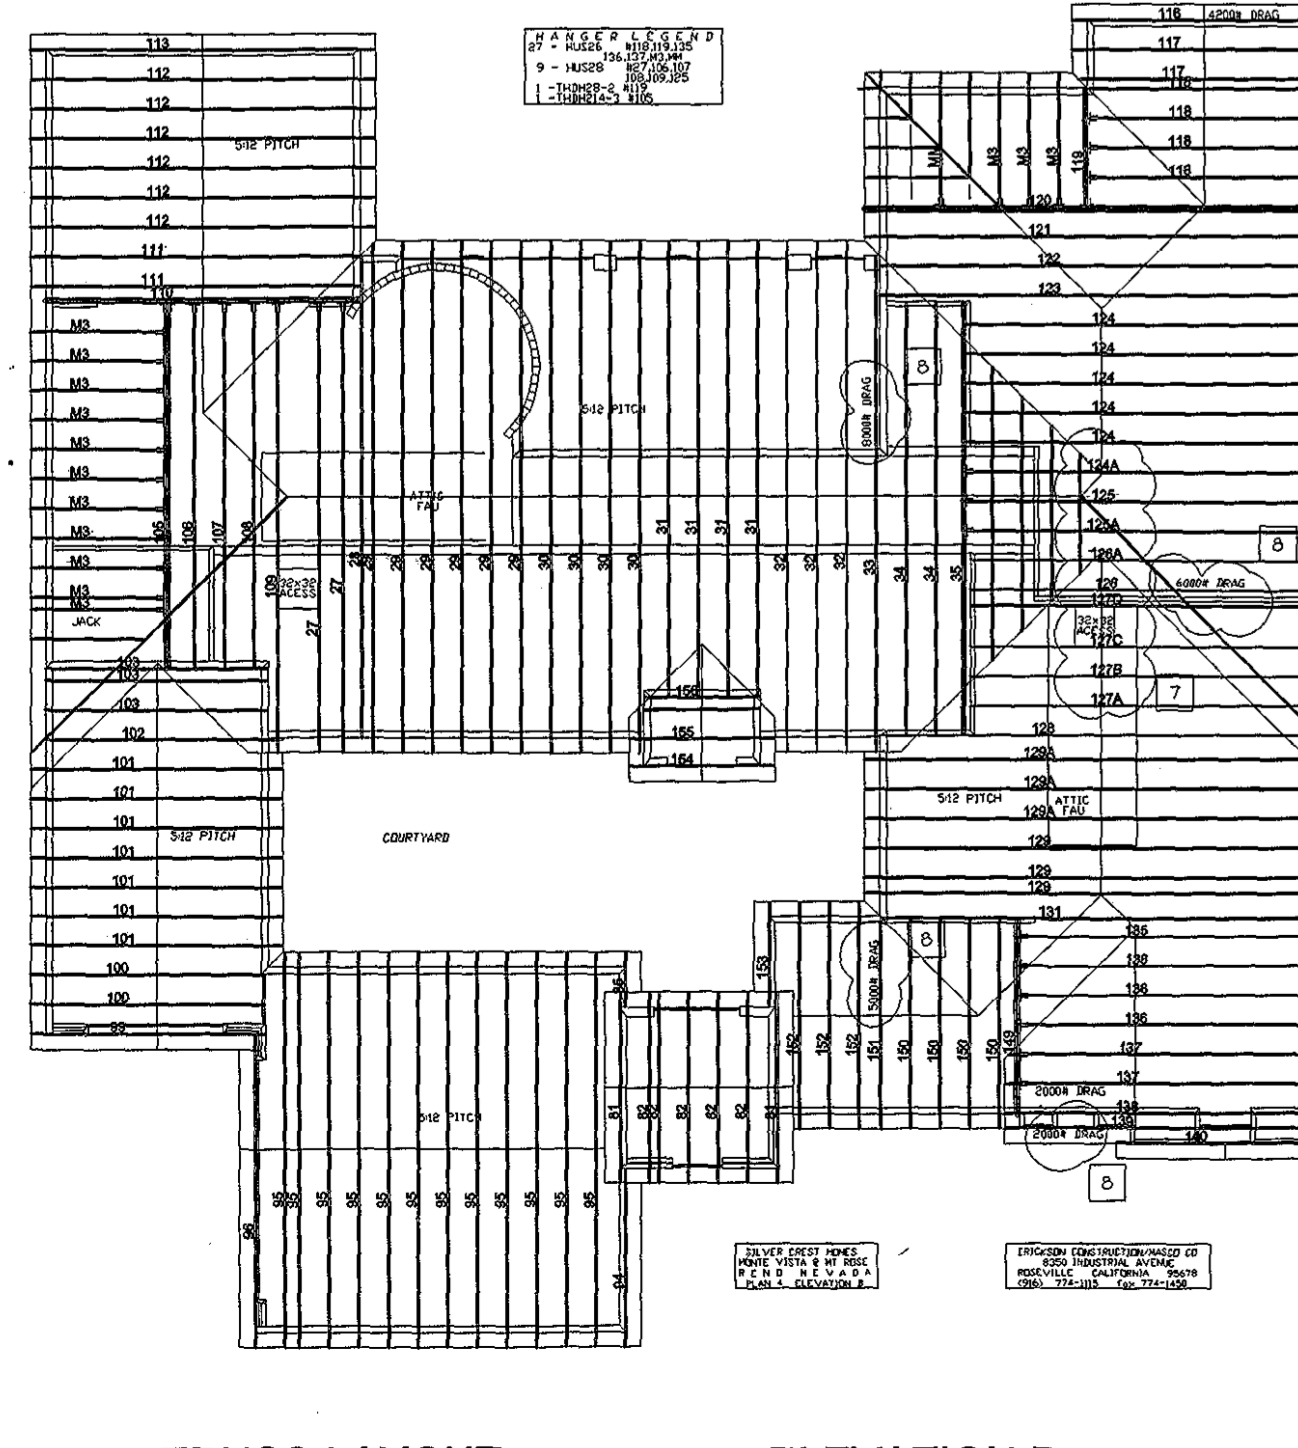 HANGER LEGEND
27 - HUS26 #118,119,135
136,137,M3,MM
9 - HUS28 #27,106,107
108,109,125
1 - THDH28-2 #119
1 - THDH214-3 #105
116 4200# DRAG
117
117
118
118
118
118
118
MM M3 M3 M3 119
120
121
122
123
124
124
124
124
124
124A
125
125A
126A
126
127D
127C
127B
127A
128
129A
129A
129A
129
129
129
131
135
136
136
136
137
137
138
139
140
113
112
112
112
112
112
112
111
111
110
5:12 PITCH
M3
M3
M3
M3
M3
M3
M3
M3
M3
M3
M3
JACK
105 106 107 108 109 27 27 28 29 29 29 29 29 29 30 30 30 30 31 31 31 31 32 32 32 33 34 34 35
5:12 PITCH
8000# DRAG
8
ATTIC
FAU
32x32
ACESS
8
6000# DRAG
32x32
ACESS
7
156
155
154
103
103
103
102
101
101
101
101
101
101
101
100
100
99
5:12 PITCH
COURTYARD
5:12 PITCH
ATTIC
FAU
153
5000# DRAG
8
152 152 152 151 150 150 150 150 149
2000# DRAG
2000# DRAG
8
96
5:12 PITCH
81 82 82 82 82 82 81
96 95 95 95 95 95 95 95 95 95 95 95 94
SILVER CREST HOMES
MONTE VISTA @ MT ROSE
RENO NEVADA
PLAN 4 ELEVATION B
ERICKSON CONSTRUCTION/MASCO CO
8350 INDUSTRIAL AVENUE
ROSEVILLE CALIFORNIA 95678
(916) 774-1115 fax 774-1450